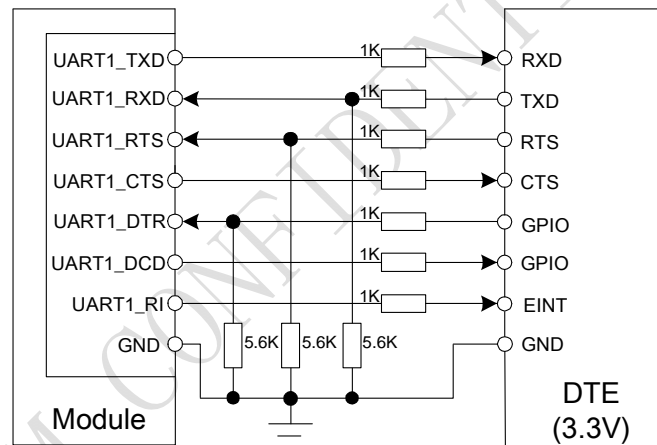 UART1_TXD 1K RXD
UART1_RXD 1K TXD
UART1_RTS 1K RTS
UART1_CTS 1K CTS
UART1_DTR 1K GPIO
UART1_DCD 1K GPIO
UART1_RI 1K EINT
GND 5.6K 5.6K 5.6K GND
Module
DTE
(3.3V)
CONFIDENT